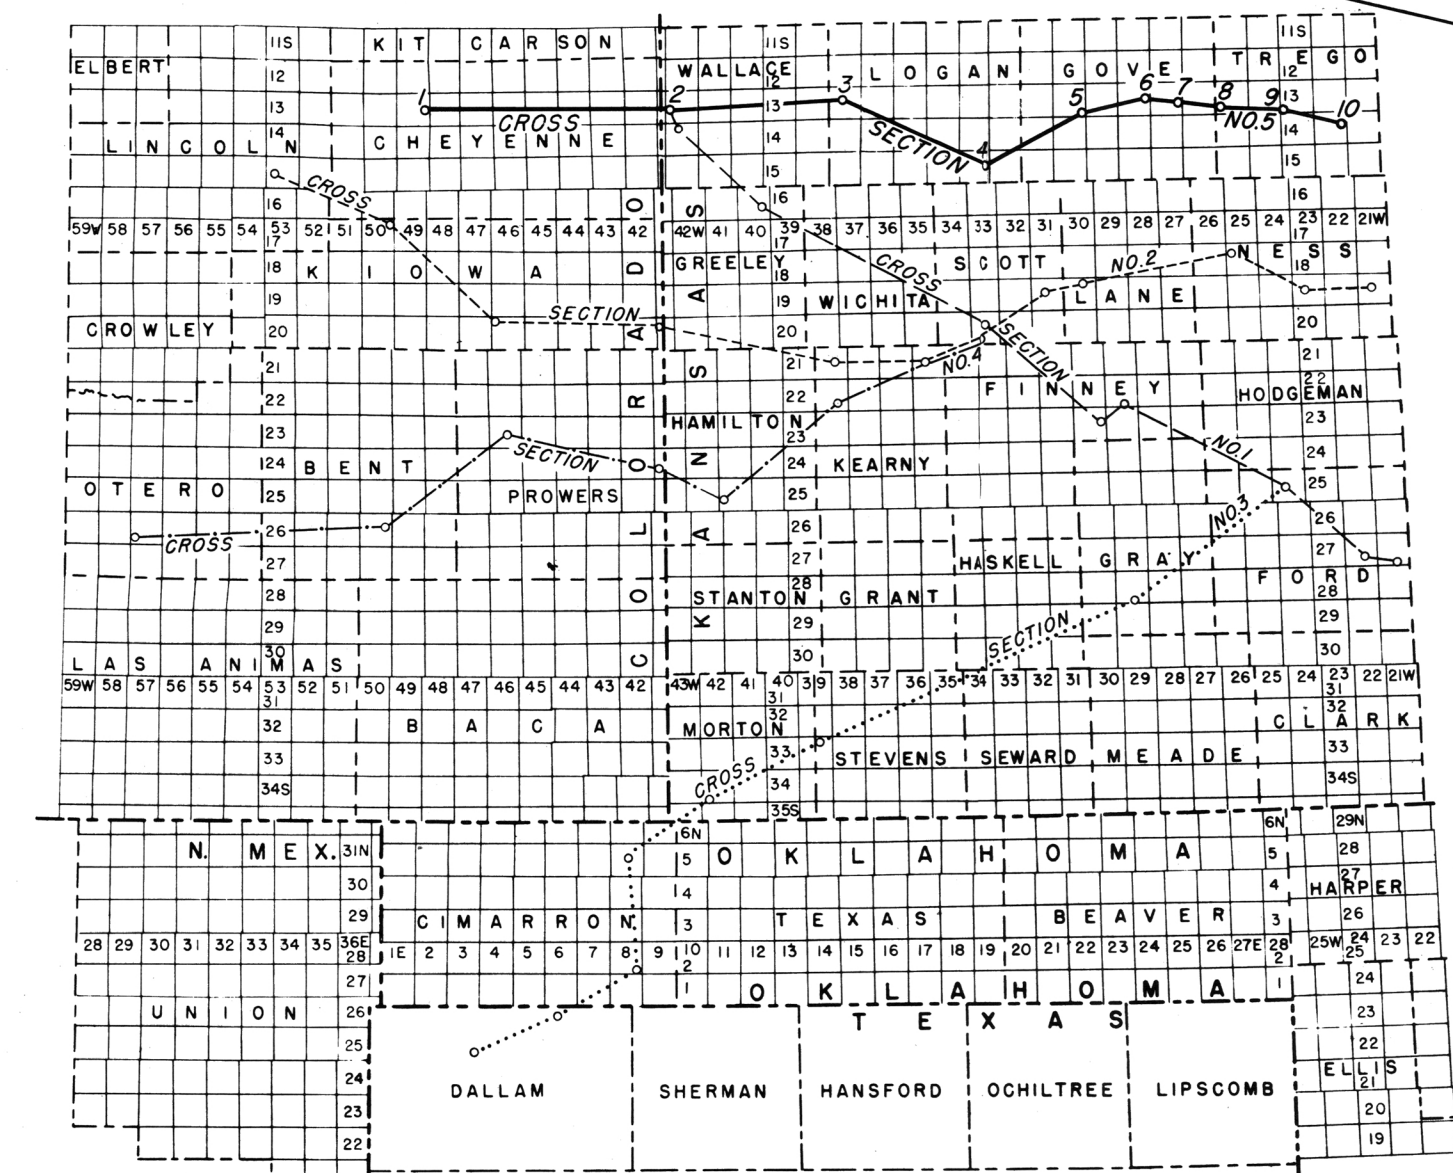 11S
KIT CARSON
11S
11S
ELBERT
12
WALLACE
12
LOGAN
GOVE
TREGO
12
1
13
2
13
3
5
6
7
8
9
13
10
CROSS
SECTION
NO.5
LINCOLN
14
CHEYENNE
14
4
14
15
15
CROSS
16
16
16
59W 58 57 56 55 54 53 52 51 50 49 48 47 46 45 44 43 42
42W 41 40 39 38 37 36 35 34 33 32 31 30 29 28 27 26 25 24 23 22 21W
17
17
17
18
KIOWA
GREELEY
18
CROSS
SCOTT
NO.2
NESS
18
19
19
WICHITA
LANE
CROWLEY
20
SECTION
20
SECTION
20
21
21
NO.4
21
22
22
FINNEY
22
HODGEMAN
23
HAMILTON
23
23
24
BENT
SECTION
24
KEARNY
NO.1
24
OTERO
25
PROWERS
25
25
CROSS
26
26
NO.3
26
27
27
HASKELL
GRAY
27
FORD
28
STANTON
28
GRANT
28
29
29
SECTION
29
COLORADO
KANSAS
LAS ANIMAS
30
30
30
59W 58 57 56 55 54 53 52 51 50 49 48 47 46 45 44 43 42
43W 42 41 40 39 38 37 36 35 34 33 32 31 30 29 28 27 26 25 24 23 22 21W
31
31
31
32
BACA
MORTON
32
CLARK
32
33
33
STEVENS
SEWARD
MEADE
33
34S
CROSS
34
34S
35S
6N
6N
29N
N. MEX.
31N
5
OKLAHOMA
5
28
30
4
4
27
HARPER
29
CIMARRON
3
TEXAS
BEAVER
3
26
28 29 30 31 32 33 34 35 36E
1E 2 3 4 5 6 7 8 9 10 11 12 13 14 15 16 17 18 19 20 21 22 23 24 25 26 27E 28
25W 24 23 22
28
2
2
25
27
1
OKLAHOMA
1
24
UNION
26
TEXAS
23
25
22
24
DALLAM
SHERMAN
HANSFORD
OCHILTREE
LIPSCOMB
ELLIS
21
23
20
22
19